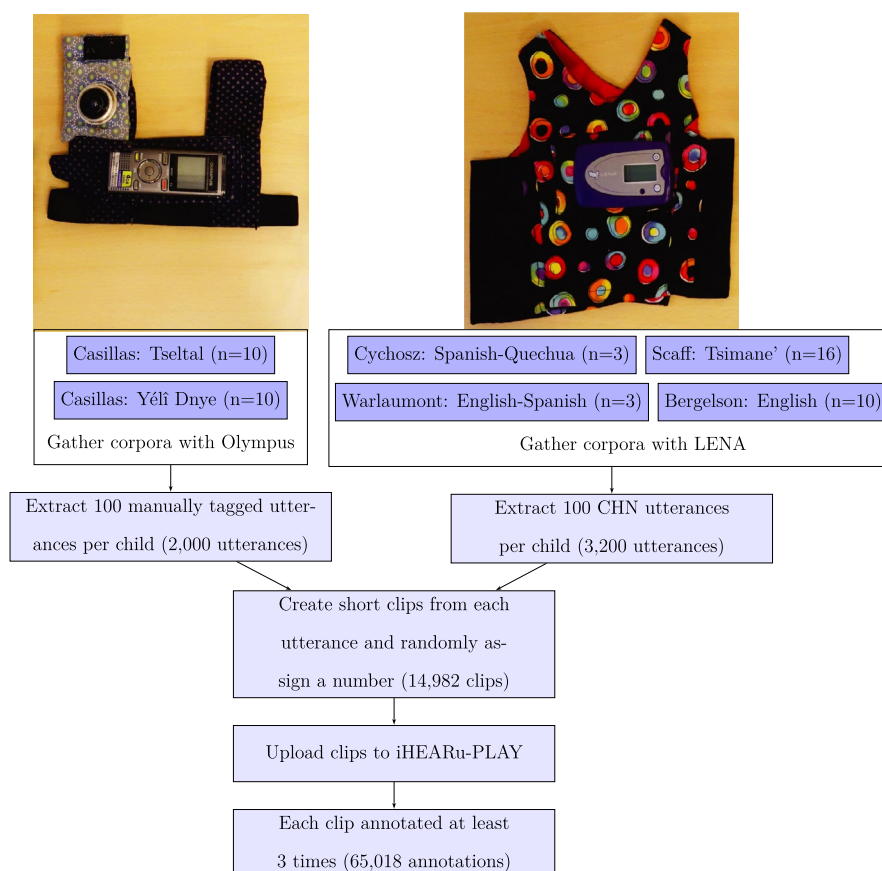 Casillas: Tseltal (n=10)
Casillas: Yélî Dnye (n=10)
Gather corpora with Olympus
Cychosz: Spanish-Quechua (n=3)
Scaff: Tsimane’ (n=16)
Warlaumont: English-Spanish (n=3)
Bergelson: English (n=10)
Gather corpora with LENA
Extract 100 manually tagged utter-
ances per child (2,000 utterances)
Extract 100 CHN utterances
per child (3,200 utterances)
Create short clips from each
utterance and randomly as-
sign a number (14,982 clips)
Upload clips to iHEARu-PLAY
Each clip annotated at least
3 times (65,018 annotations)